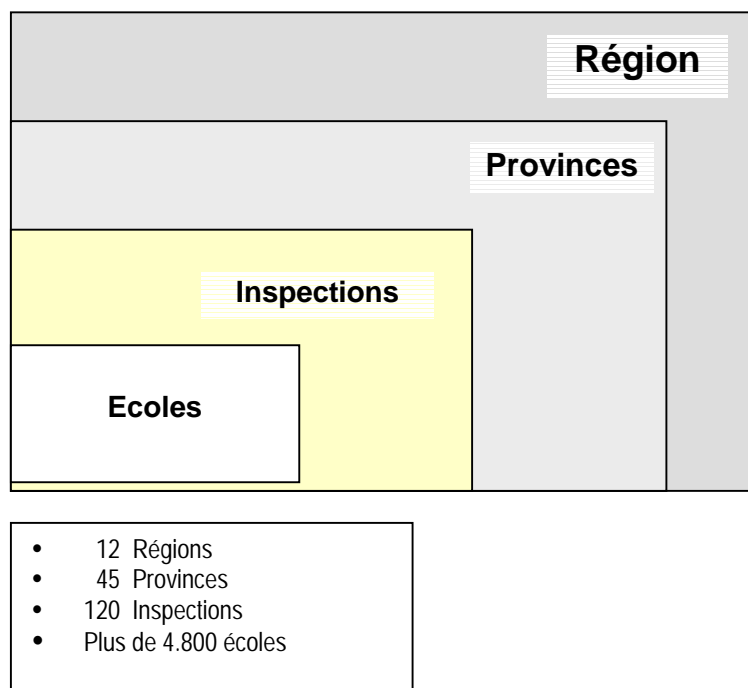 Région
Provinces
Inspections
Ecoles
• 12 Régions
• 45 Provinces
• 120 Inspections
• Plus de 4.800 écoles